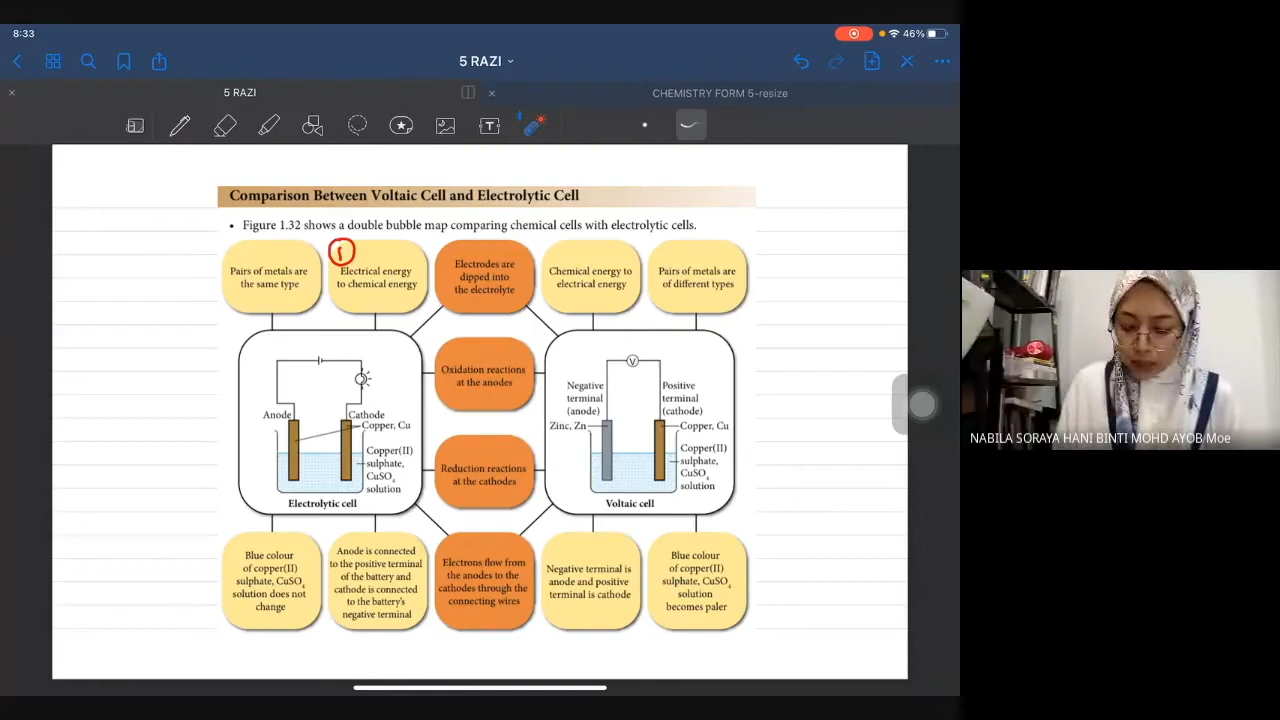 8:33
46%
5 RAZI
5 RAZI
CHEMISTRY FORM 5-resize
Comparison Between Voltaic Cell and Electrolytic Cell
• Figure 1.32 shows a double bubble map comparing chemical cells with electrolytic cells.
Pairs of metals are
the same type
1
Electrical energy
to chemical energy
Electrodes are
dipped into
the electrolyte
Chemical energy to
electrical energy
Pairs of metals are
of different types
Anode
Cathode
Copper, Cu
Copper(II)
sulphate,
CuSO4
solution
Electrolytic cell
Oxidation reactions
at the anodes
Reduction reactions
at the cathodes
V
Negative
terminal
(anode)
Zinc, Zn
Positive
terminal
(cathode)
Copper, Cu
Copper(II)
sulphate,
CuSO4
solution
Voltaic cell
Blue colour
of copper(II)
sulphate, CuSO4
solution does not
change
Anode is connected
to the positive terminal
of the battery and
cathode is connected
to the battery's
negative terminal
Electrons flow from
the anodes to the
cathodes through the
connecting wires
Negative terminal is
anode and positive
terminal is cathode
Blue colour
of copper(II)
sulphate, CuSO4
solution
becomes paler
NABILA SORAYA HANI BINTI MOHD AYOB Moe